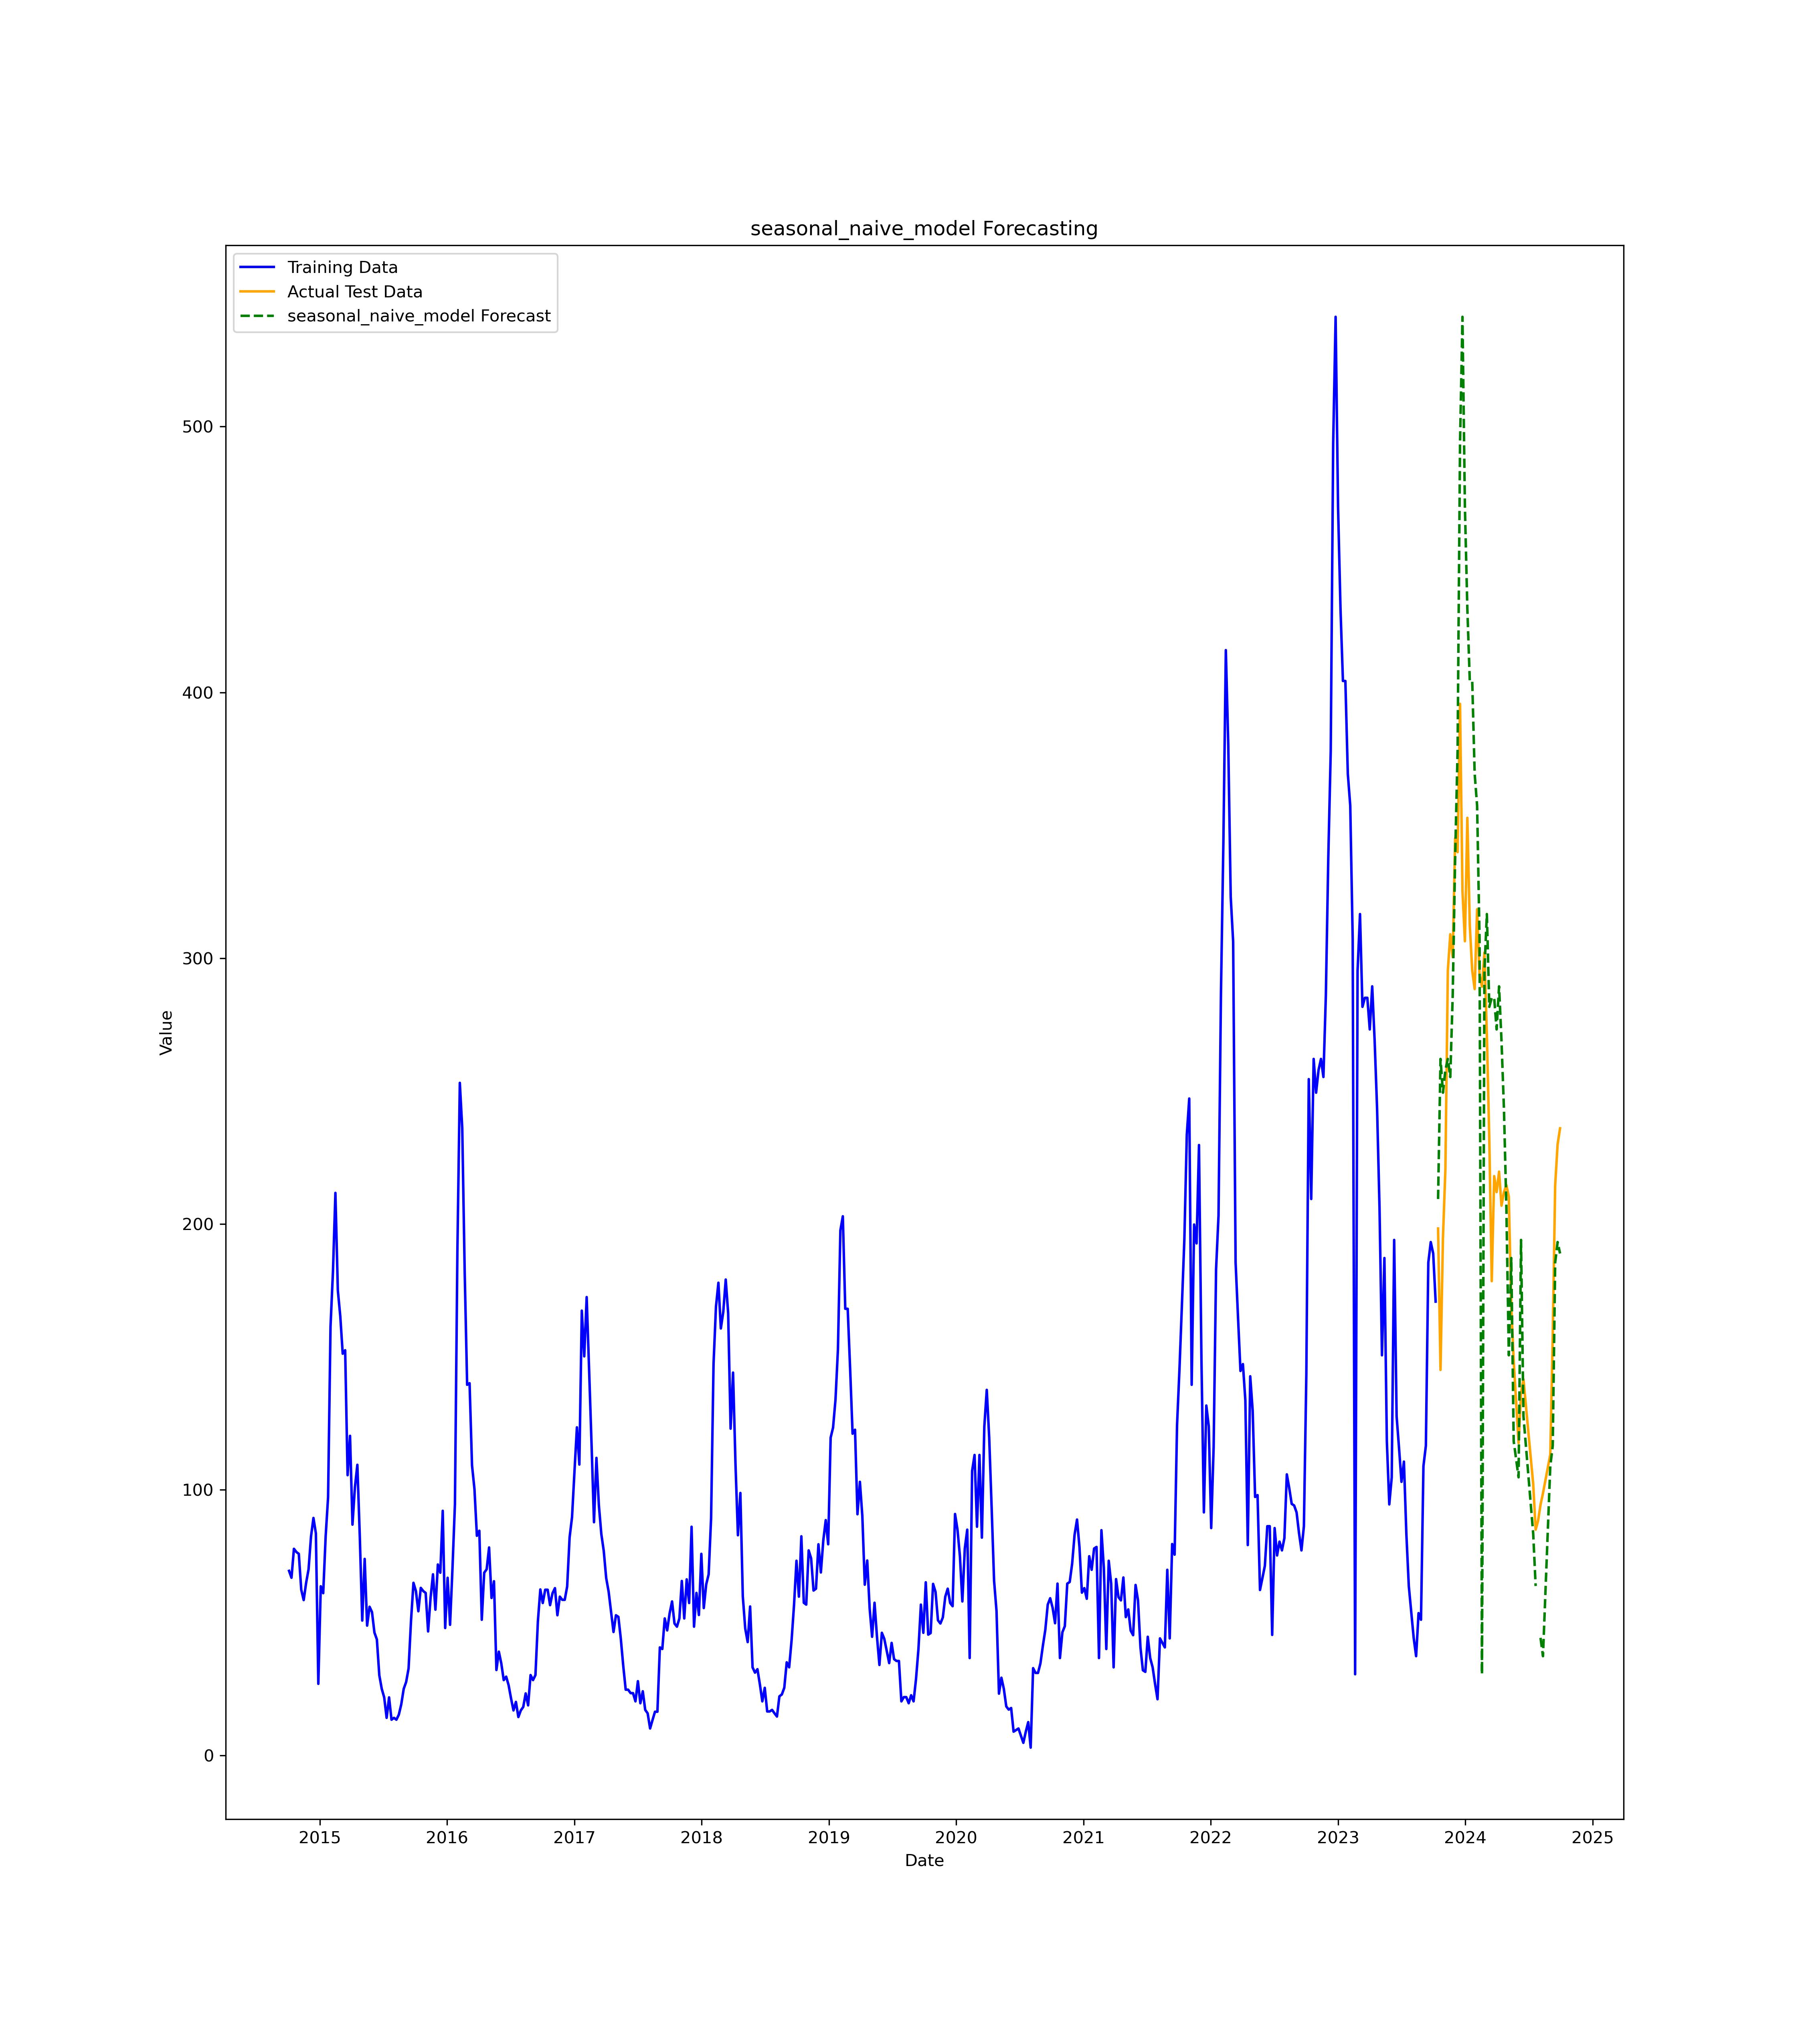 seasonal_naive_model Forecasting
Training Data
Actual Test Data
seasonal_naive_model Forecast
500
400
300
200
100
0
Value
2015 2016 2017 2018 2019 2020 2021 2022 2023 2024 2025
Date